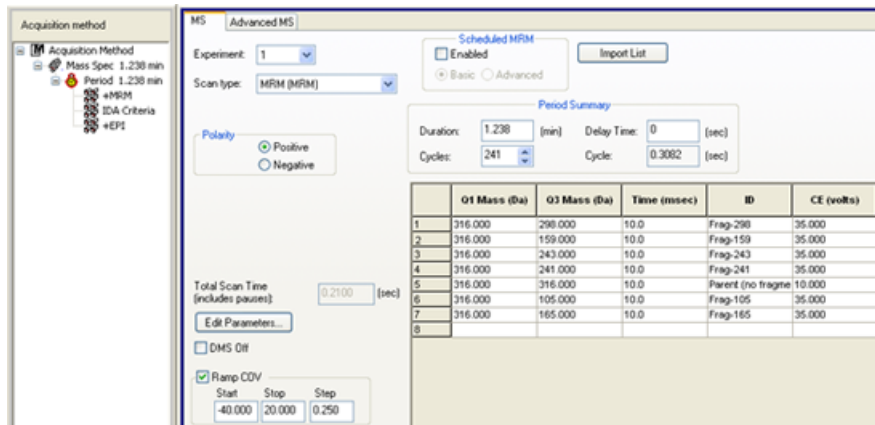 Acquisition method
Acquisition Method
Mass Spec 1.238 min
Period 1.238 min
+MRM
IDA Criteria
+EPI
MS Advanced MS
Experiment: 1
Scan type: MRM (MRM)
Scheduled MRM
Enabled
Basic Advanced
Import List
Polarity
Positive
Negative
Period Summary
Duration: 1.238 (min) Delay Time: 0 (sec)
Cycles: 241 Cycle: 0.3082 (sec)
Q1 Mass (Da) Q3 Mass (Da) Time (msec) ID CE (volts)
1 316.000 298.000 10.0 Frag-298 35.000
2 316.000 159.000 10.0 Frag-159 35.000
3 316.000 243.000 10.0 Frag-243 35.000
4 316.000 241.000 10.0 Frag-241 35.000
5 316.000 316.000 10.0 Parent (no fragme 10.000
6 316.000 105.000 10.0 Frag-105 35.000
7 316.000 165.000 10.0 Frag-165 35.000
8
Total Scan Time
(includes pauses): 0.2100 (sec)
Edit Parameters...
DMS Off
Ramp COV
Start Stop Step
-40.000 20.000 0.250